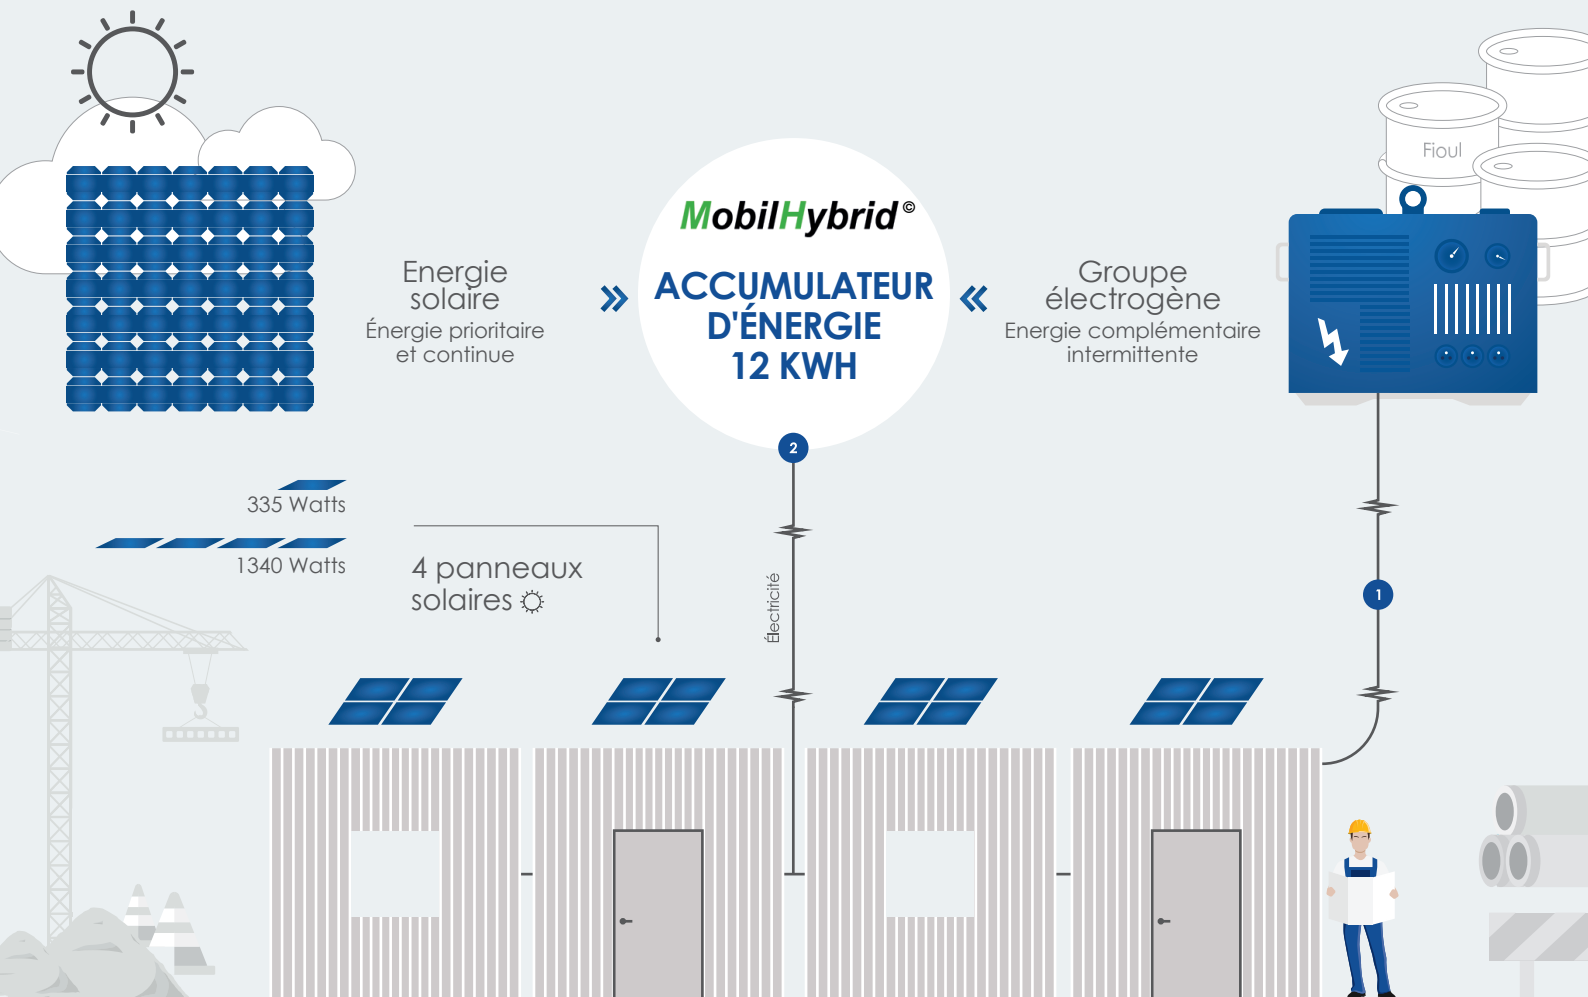 Fioul
MobilHybrid©
ACCUMULATEUR
D'ÉNERGIE
12 KWH
Energie
solaire
Énergie prioritaire
et continue
Groupe
électrogène
Energie complémentaire
intermittente
2
335 Watts
1340 Watts
4 panneaux
solaires
Électricité
1